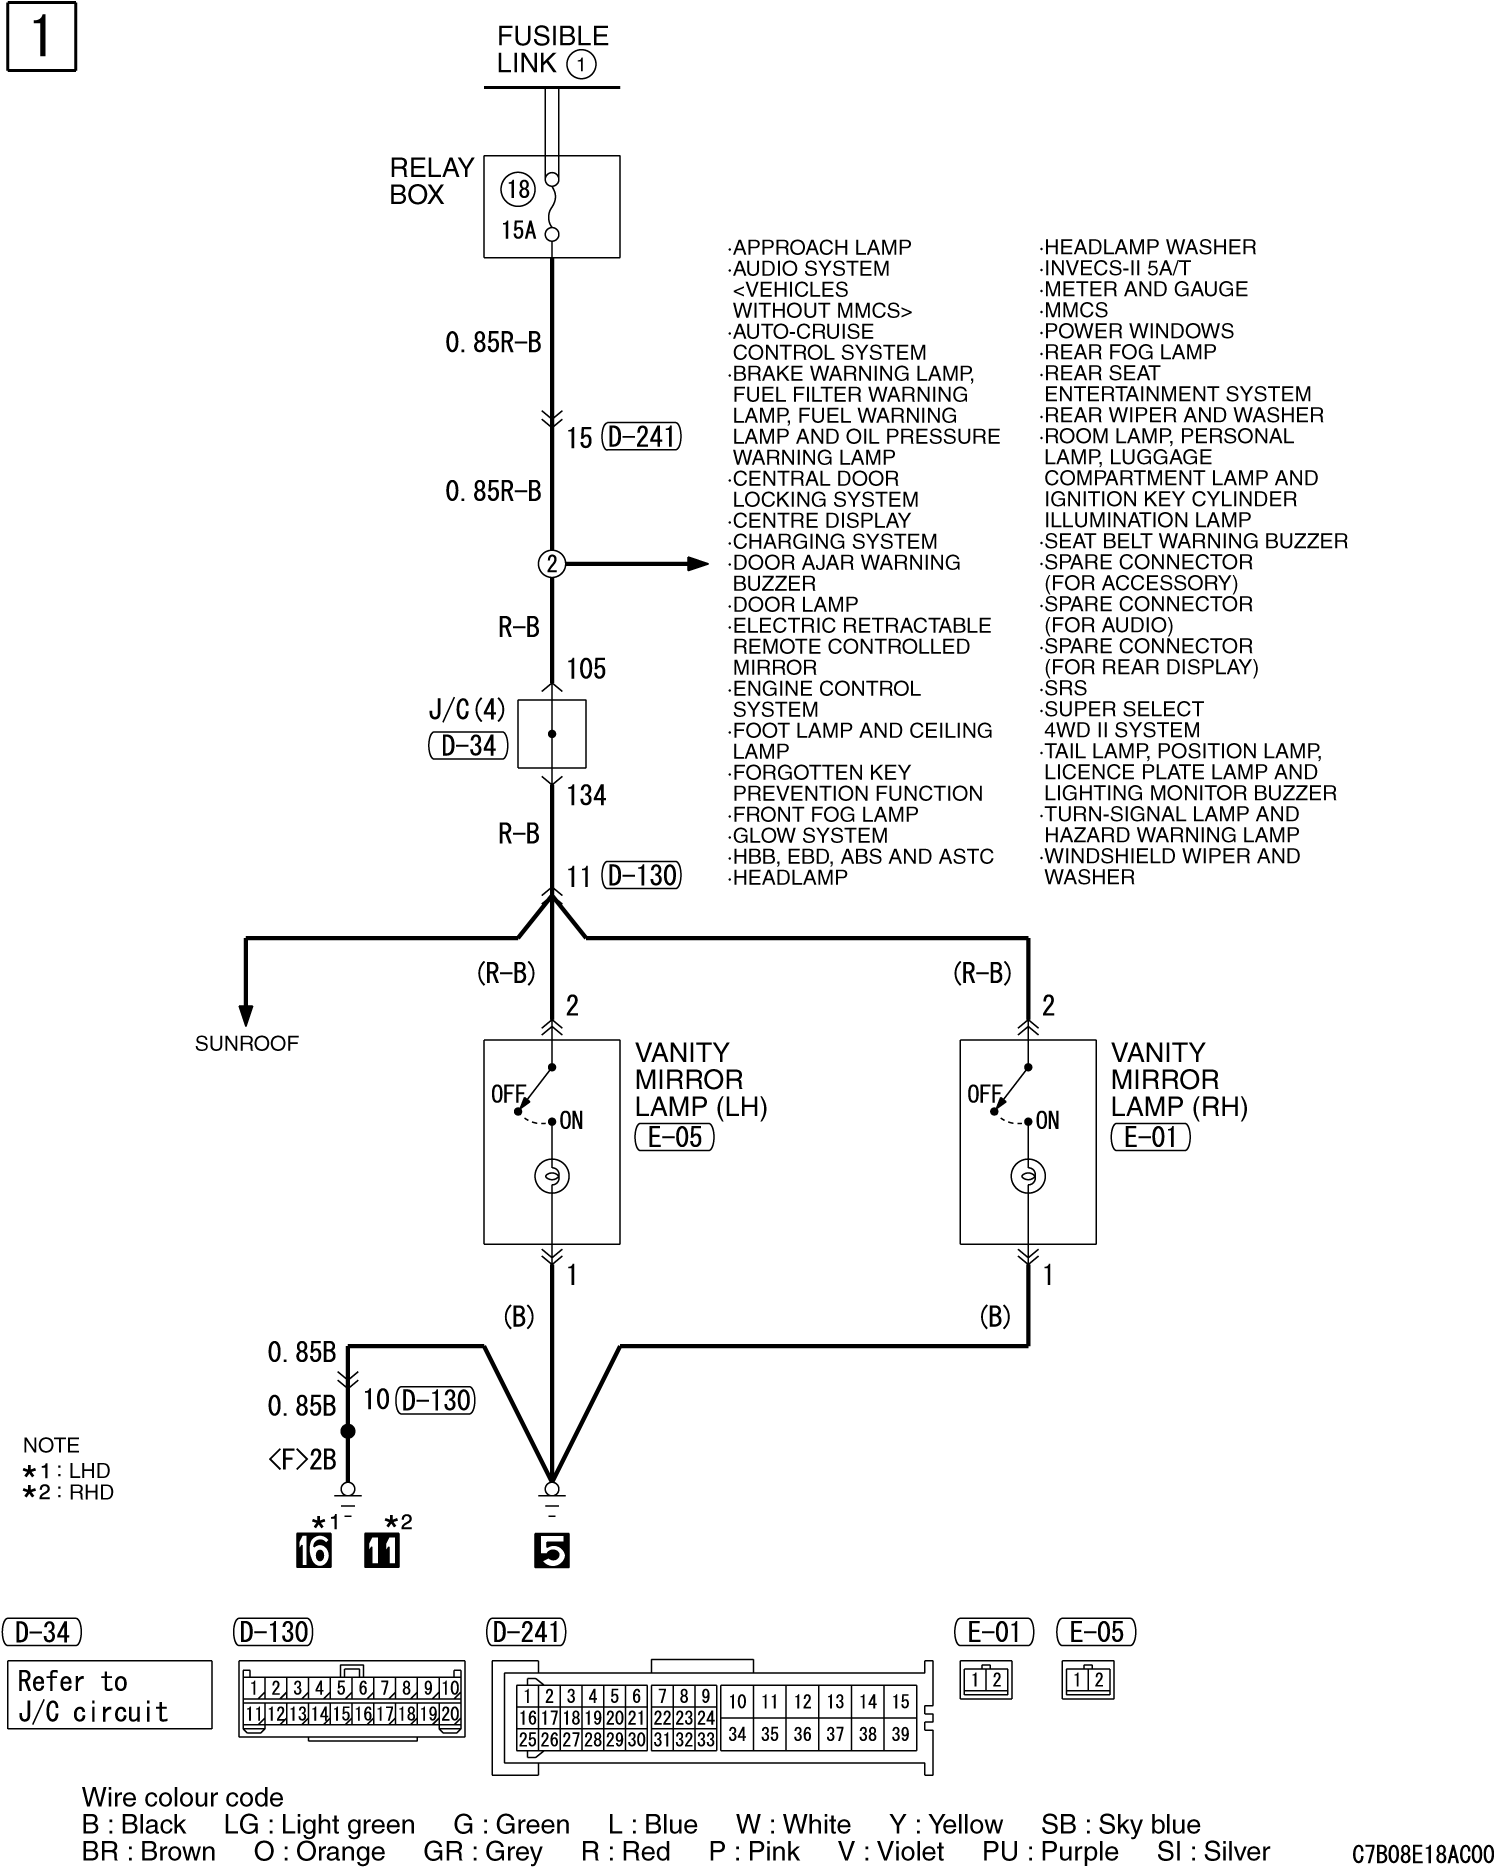 1
FUSIBLE
LINK 1
RELAY
BOX
18
15A
0.85R-B
15 D-241
0.85R-B
2
·APPROACH LAMP
·AUDIO SYSTEM
<VEHICLES
WITHOUT MMCS>
·AUTO-CRUISE
CONTROL SYSTEM
·BRAKE WARNING LAMP,
FUEL FILTER WARNING
LAMP, FUEL WARNING
LAMP AND OIL PRESSURE
WARNING LAMP
·CENTRAL DOOR
LOCKING SYSTEM
·CENTRE DISPLAY
·CHARGING SYSTEM
·DOOR AJAR WARNING
BUZZER
·DOOR LAMP
·ELECTRIC RETRACTABLE
REMOTE CONTROLLED
MIRROR
·ENGINE CONTROL
SYSTEM
·FOOT LAMP AND CEILING
LAMP
·FORGOTTEN KEY
PREVENTION FUNCTION
·FRONT FOG LAMP
·GLOW SYSTEM
·HBB, EBD, ABS AND ASTC
·HEADLAMP
·HEADLAMP WASHER
·INVECS-II 5A/T
·METER AND GAUGE
·MMCS
·POWER WINDOWS
·REAR FOG LAMP
·REAR SEAT
ENTERTAINMENT SYSTEM
·REAR WIPER AND WASHER
·ROOM LAMP, PERSONAL
LAMP, LUGGAGE
COMPARTMENT LAMP AND
IGNITION KEY CYLINDER
ILLUMINATION LAMP
·SEAT BELT WARNING BUZZER
·SPARE CONNECTOR
(FOR ACCESSORY)
·SPARE CONNECTOR
(FOR AUDIO)
·SPARE CONNECTOR
(FOR REAR DISPLAY)
·SRS
·SUPER SELECT
4WD II SYSTEM
·TAIL LAMP, POSITION LAMP,
LICENCE PLATE LAMP AND
LIGHTING MONITOR BUZZER
·TURN-SIGNAL LAMP AND
HAZARD WARNING LAMP
·WINDSHIELD WIPER AND
WASHER
R-B
105
J/C(4)
D-34
134
R-B
11 D-130
(R-B) (R-B)
2 2
SUNROOF
VANITY
MIRROR
LAMP (LH)
E-05
OFF
ON
VANITY
MIRROR
LAMP (RH)
E-01
OFF
ON
1 1
(B) (B)
0.85B
10 D-130
0.85B
<F>2B
NOTE
*1 : LHD
*2 : RHD
*1 *2
16 11 5
D-34 D-130 D-241 E-01 E-05
Refer to
J/C circuit
1 2 3 4 5 6 7 8 9 10
11 12 13 14 15 16 17 18 19 20
1 2 3 4 5 6 7 8 9 10 11 12 13 14 15
16 17 18 19 20 21 22 23 24
25 26 27 28 29 30 31 32 33 34 35 36 37 38 39
1 2
1 2
Wire colour code
B : Black LG : Light green G : Green L : Blue W : White Y : Yellow SB : Sky blue
BR : Brown O : Orange GR : Grey R : Red P : Pink V : Violet PU : Purple SI : Silver
C7B08E18AC00